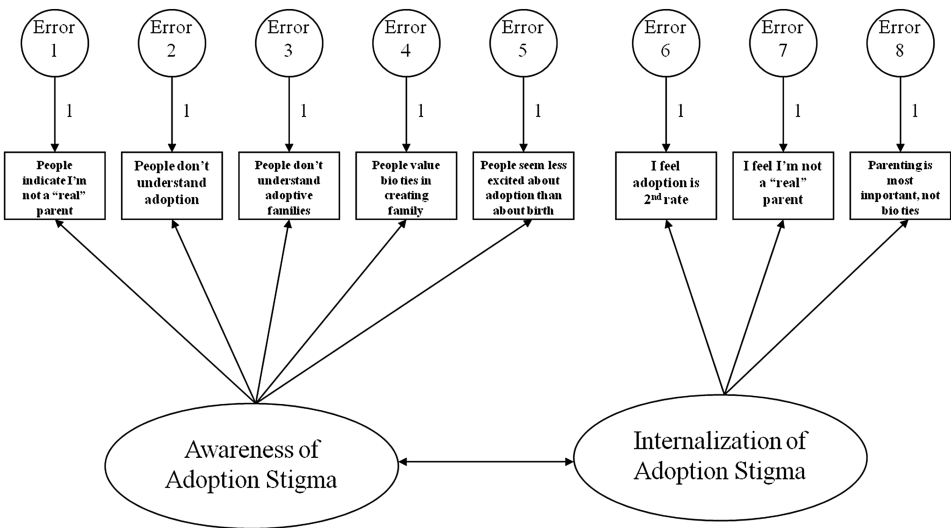 Error
1
Error
2
Error
3
Error
4
Error
5
Error
6
Error
7
Error
8
1
1
1
1
1
1
1
1
People
indicate I'm
not a "real"
parent
People don't
understand
adoption
People don't
understand
adoptive
families
People value
bio ties in
creating
family
People seem less
excited about
adoption than
about birth
I feel
adoption is
2nd rate
I feel I'm not
a "real"
parent
Parenting is
most
important, not
bio ties
Awareness of
Adoption Stigma
Internalization of
Adoption Stigma